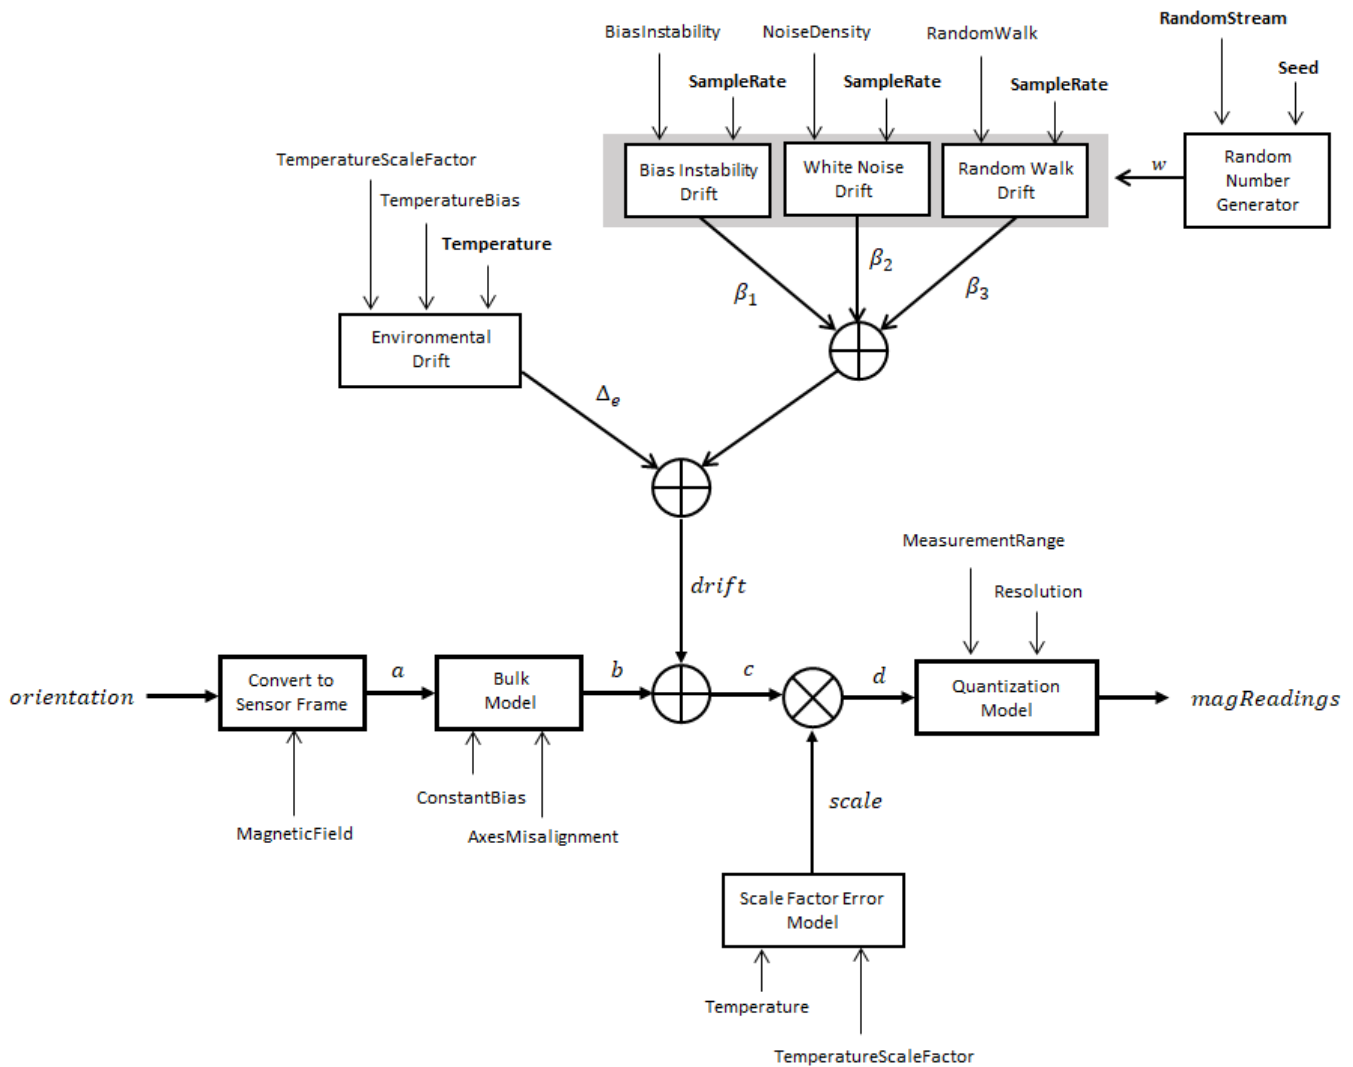 RandomStream
BiasInstability
NoiseDensity
RandomWalk
Seed
SampleRate
SampleRate
SampleRate
TemperatureScaleFactor
Bias Instability
Drift
White Noise
Drift
Random Walk
Drift
w
Random
Number
Generator
TemperatureBias
Temperature
β₁
β₂
β₃
Environmental
Drift
Δₑ
MeasurementRange
drift
Resolution
orientation
Convert to
Sensor Frame
a
Bulk
Model
b
c
d
Quantization
Model
magReadings
ConstantBias
scale
MagneticField
AxesMisalignment
Scale Factor Error
Model
Temperature
TemperatureScaleFactor